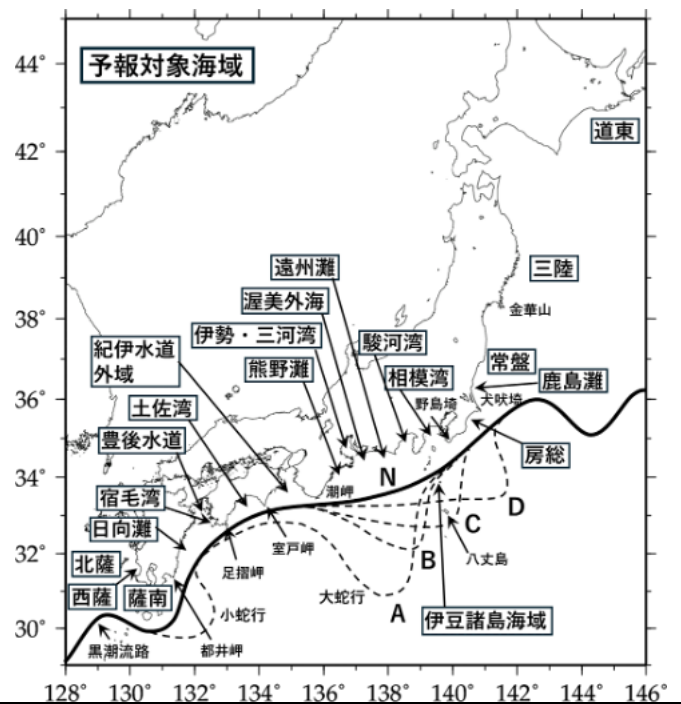 予報対象海域
44°
42°
40°
38°
36°
34°
32°
30°
128 130 132 134 136 138 140 142 144 146
道東
三陸
金華山
遠州灘
渥美外海
伊勢・三河湾
駿河湾
紀伊水道
外域
熊野灘
相模湾
常盤
鹿島灘
野島埼
犬吠埼
土佐湾
豊後水道
房総
宿毛湾
潮岬
N
D
日向灘
室戸岬
C
B
八丈島
北薩
足摺岬
西薩
薩南
小蛇行
大蛇行
A
伊豆諸島海域
黒潮流路
都井岬